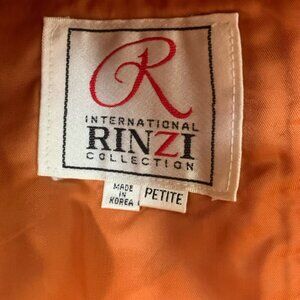 R
INTERNATIONAL
RINZI
COLLECTION
MADE
IN
KOREA
PETITE